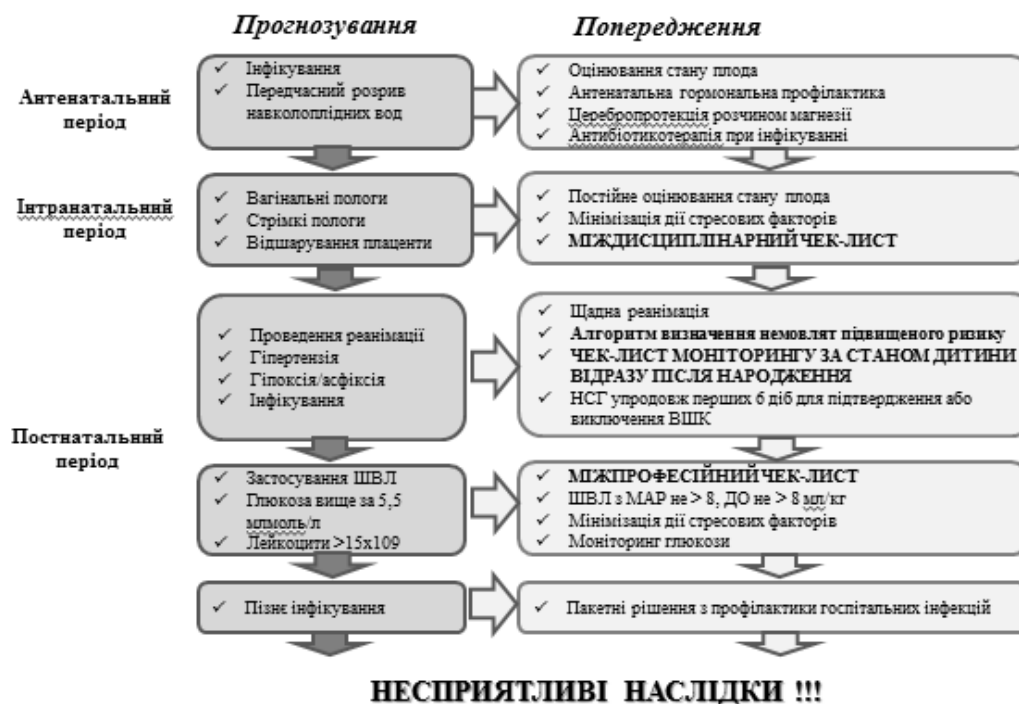 Прогнозування
Попередження
Антенатальний
період
✓ Інфікування
✓ Передчасний розрив
навколоплідних вод
✓ Оцінювання стану плода
✓ Антенатальна гормональна профілактика
✓ Церебропротекція розчином магнезії
✓ Антибіотикотерапія при інфікуванні
Інтранатальний
період
✓ Вагінальні пологи
✓ Стрімкі пологи
✓ Відшарування плаценти
✓ Постійне оцінювання стану плода
✓ Мінімізація дії стресових факторів
✓ МІЖДИСЦИПЛІНАРНИЙ ЧЕК-ЛИСТ
Постнатальний
період
✓ Проведення реанімації
✓ Гіпертензія
✓ Гіпоксія/асфіксія
✓ Інфікування
✓ Щадна реанімація
✓ Алгоритм визначення немовлят підвищеного ризику
✓ ЧЕК-ЛИСТ МОНІТОРИНГУ ЗА СТАНОМ ДИТИНИ
ВІДРАЗУ ПІСЛЯ НАРОДЖЕННЯ
✓ НСГ упродовж перших 6 діб для підтвердження або
виключення ВШК
✓ Застосування ШВЛ
✓ Глюкоза вище за 5,5
млмоль/л
✓ Лейкоцити >15х109
✓ МІЖПРОФЕСІЙНИЙ ЧЕК-ЛИСТ
✓ ШВЛ з МАР не > 8, ДО не > 8 мл/кг
✓ Мінімізація дії стресових факторів
✓ Моніторинг глюкози
✓ Пізнє інфікування
✓ Пакетні рішення з профілактики госпітальних інфекцій
НЕСПРИЯТЛИВІ НАСЛІДКИ !!!